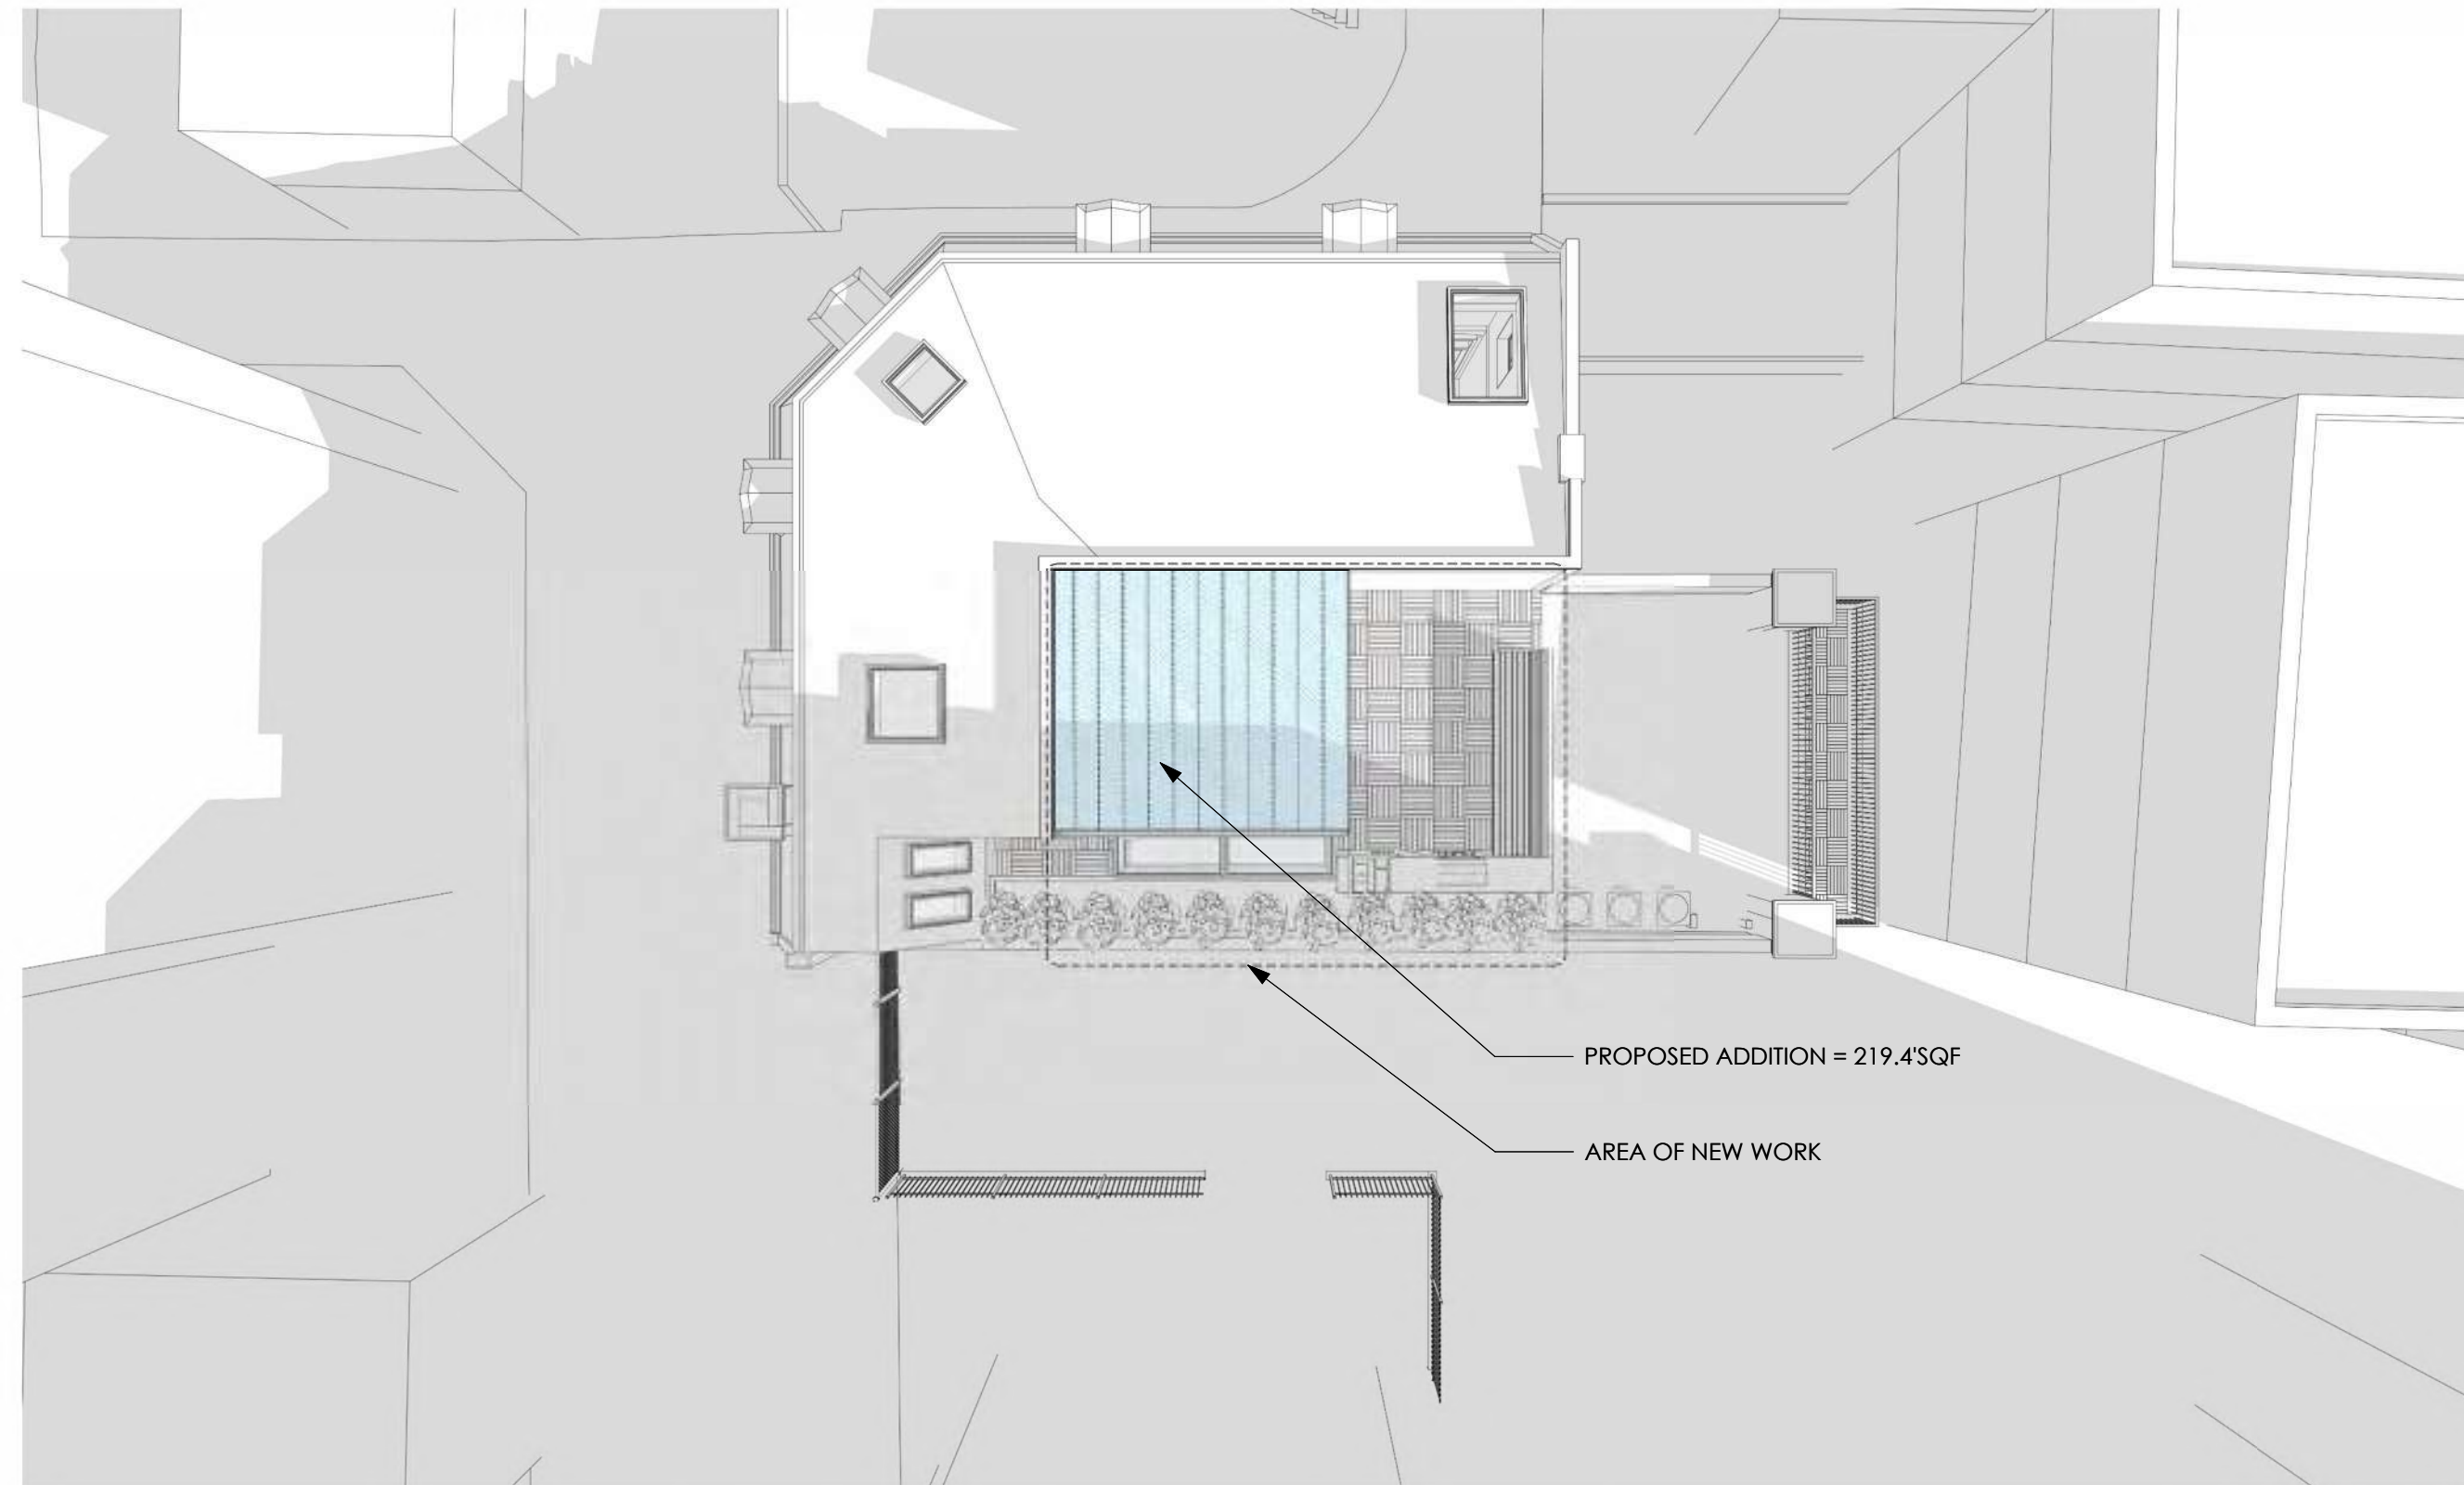 PROPOSED ADDITION = 219.4'SQF
AREA OF NEW WORK